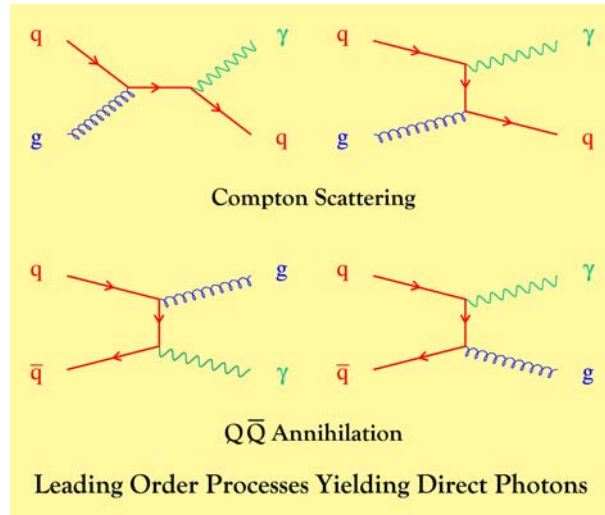 q γ q γ
g q g q
Compton Scattering
q g q γ
q̅ γ q̅ g
QQ̅ Annihilation
Leading Order Processes Yielding Direct Photons